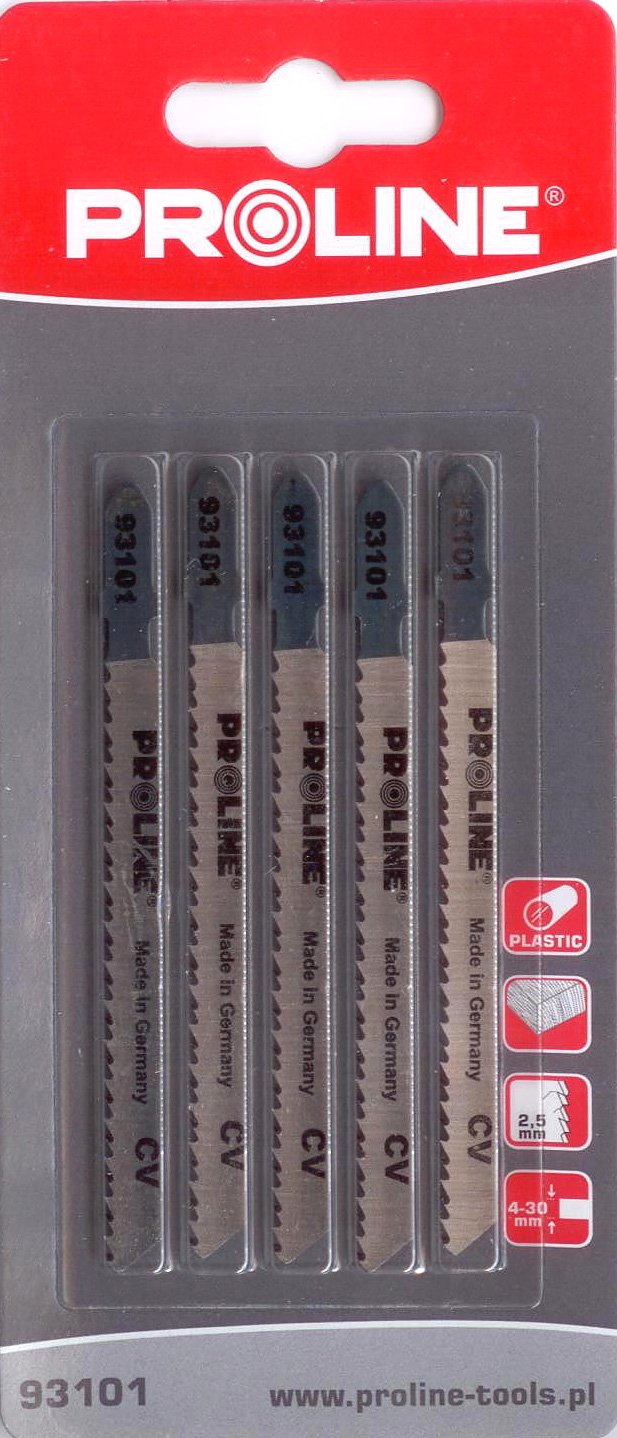 PROLINE®
93101
PROLINE®
Made in Germany
CV
93101
PROLINE®
Made in Germany
CV
93101
PROLINE®
Made in Germany
CV
93101
PROLINE®
Made in Germany
CV
93101
PROLINE®
Made in Germany
CV
PLASTIC
2,5
mm
4-30
mm
93101
www.proline-tools.pl